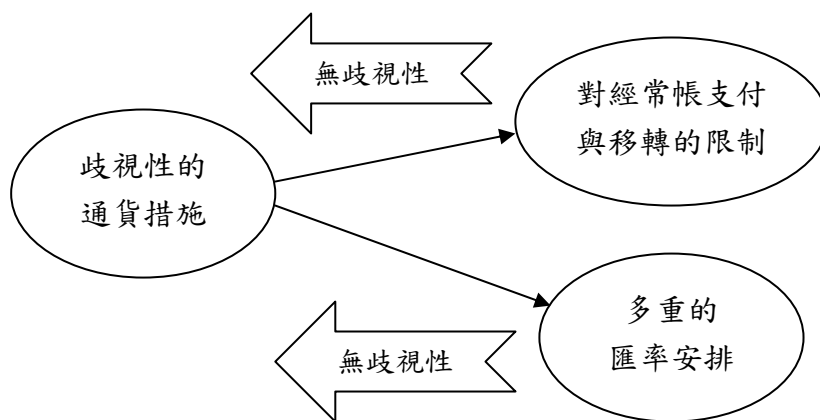 無歧視性
對經常帳支付
與移轉的限制
歧視性的
通貨措施
多重的
匯率安排
無歧視性